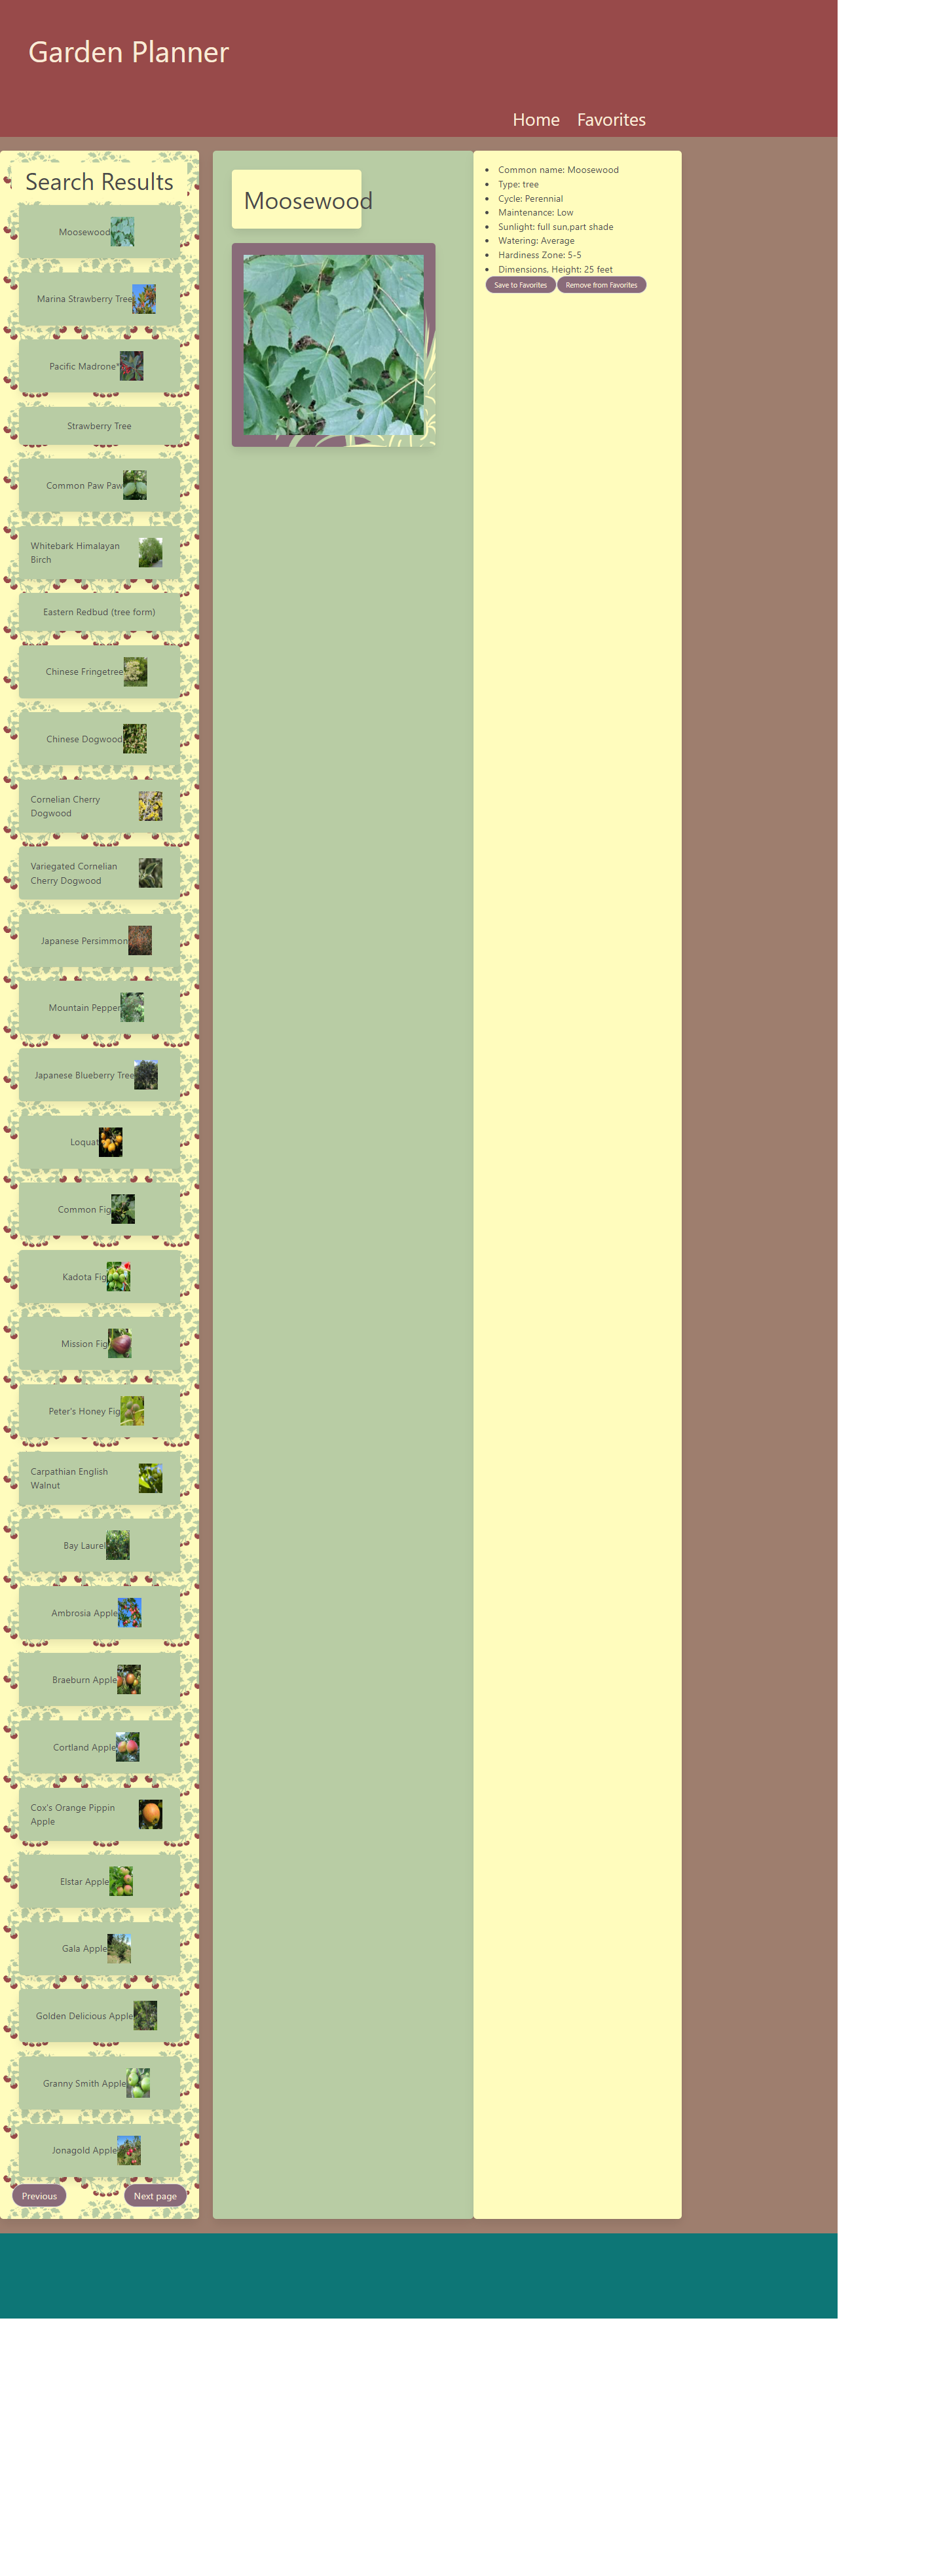 Garden Planner
Home Favorites
Search Results
Moosewood
Marina Strawberry Tree
Pacific Madrone*
Strawberry Tree
Common Paw Paw
Whitebark Himalayan
Birch
Eastern Redbud (tree form)
Chinese Fringetree
Chinese Dogwood
Cornelian Cherry
Dogwood
Variegated Cornelian
Cherry Dogwood
Japanese Persimmon
Mountain Pepper
Japanese Blueberry Tree
Loquat
Common Fig
Kadota Fig
Mission Fig
Peter's Honey Fig
Carpathian English
Walnut
Bay Laurel
Ambrosia Apple
Braeburn Apple
Cortland Apple
Cox's Orange Pippin
Apple
Elstar Apple
Gala Apple
Golden Delicious Apple
Granny Smith Apple
Jonagold Apple
Previous Next page
Moosewood
Common name: Moosewood
Type: tree
Cycle: Perennial
Maintenance: Low
Sunlight: full sun,part shade
Watering: Average
Hardiness Zone: 5-5
Dimensions, Height: 25 feet
Save to Favorites Remove from Favorites